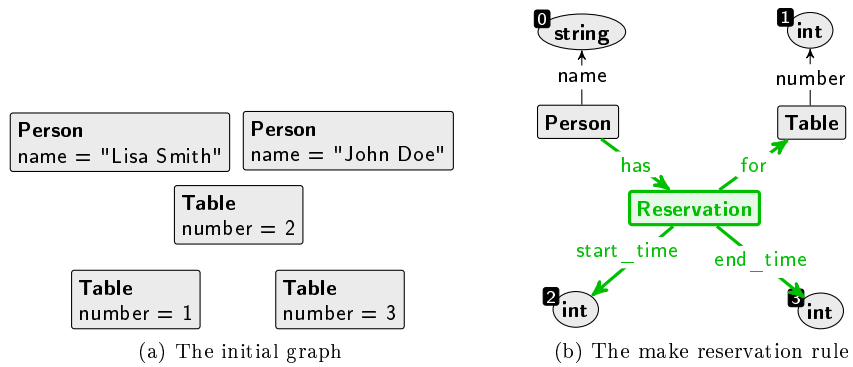 Person
name = "Lisa Smith"
Person
name = "John Doe"
Table
number = 2
Table
number = 1
Table
number = 3
(a) The initial graph
0
string
1
int
name
number
Person
Table
has
for
Reservation
start_time
end_time
2
int
3
int
(b) The make reservation rule